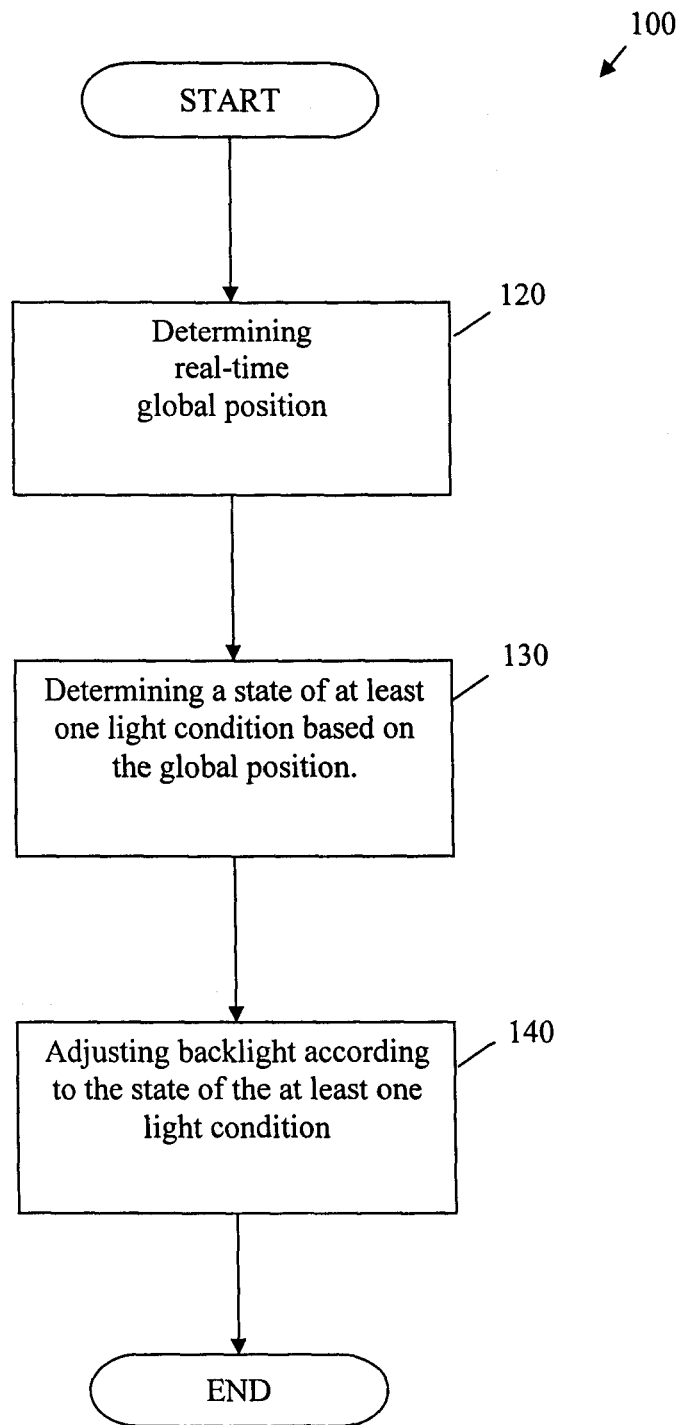 100
START
120
Determining
real-time
global position
130
Determining a state of at least
one light condition based on
the global position.
140
Adjusting backlight according
to the state of the at least one
light condition
END